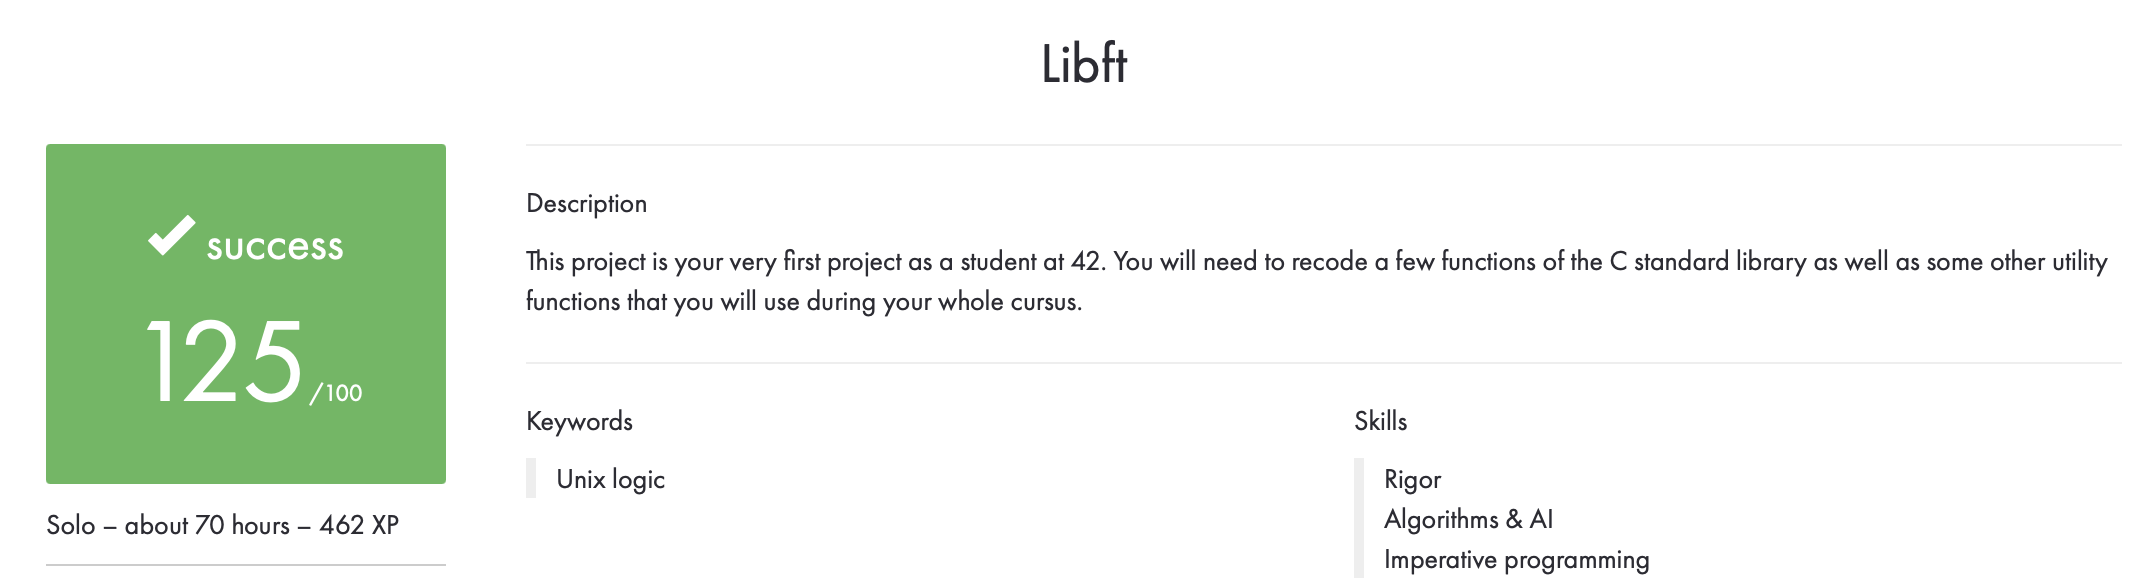 Libft
success
125/100
Solo – about 70 hours – 462 XP
Description
This project is your very first project as a student at 42. You will need to recode a few functions of the C standard library as well as some other utility
functions that you will use during your whole cursus.
Keywords
Unix logic
Skills
Rigor
Algorithms & AI
Imperative programming